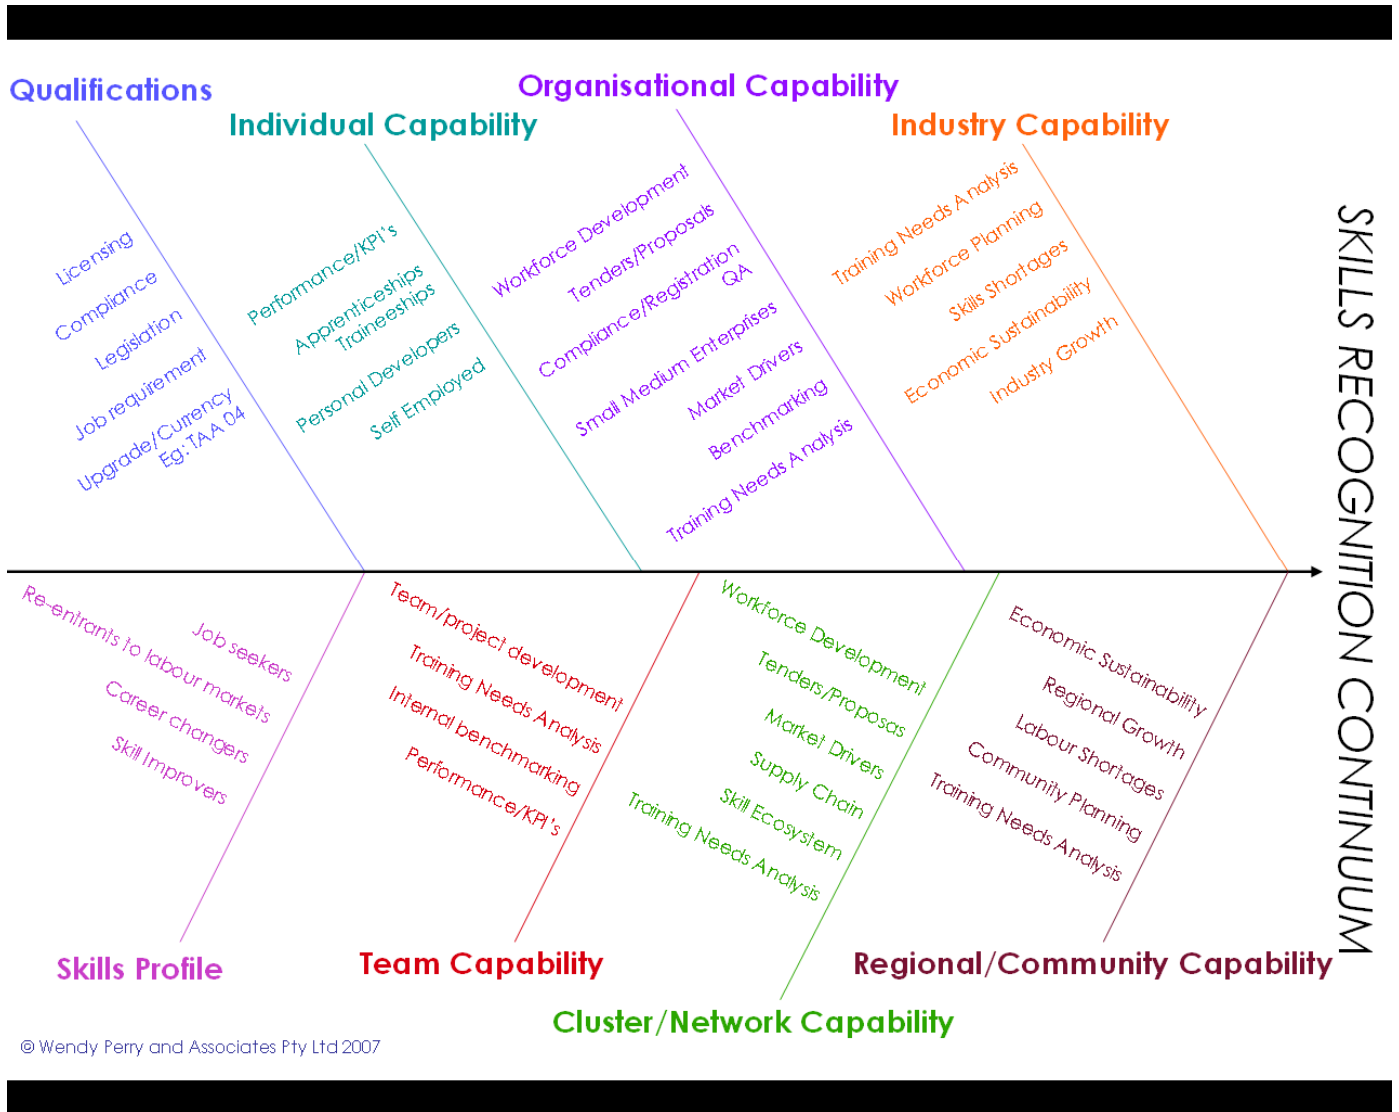 Qualifications
Licensing
Compliance
Legislation
Job requirement
Upgrade/Currency
Eg: TAA 04
Individual Capability
Performance/KPI's
Apprenticeships
Traineeships
Personal Developers
Self Employed
Organisational Capability
Workforce Development
Tenders/Proposals
Compliance/Registration
QA
Small Medium Enterprises
Market Drivers
Benchmarking
Training Needs Analysis
Industry Capability
Training Needs Analysis
Workforce Planning
Skills Shortages
Economic Sustainability
Industry Growth
SKILLS RECOGNITION CONTINUUM
Job seekers
Re-entrants to labour markets
Career changers
Skill Improvers
Skills Profile
Team/project development
Training Needs Analysis
Internal benchmarking
Performance/KPI's
Team Capability
Workforce Development
Tenders/Proposas
Market Drivers
Supply Chain
Skill Ecosystem
Training Needs Analysis
Cluster/Network Capability
Economic Sustainability
Regional Growth
Labour Shortages
Community Planning
Training Needs Analysis
Regional/Community Capability
© Wendy Perry and Associates Pty Ltd 2007